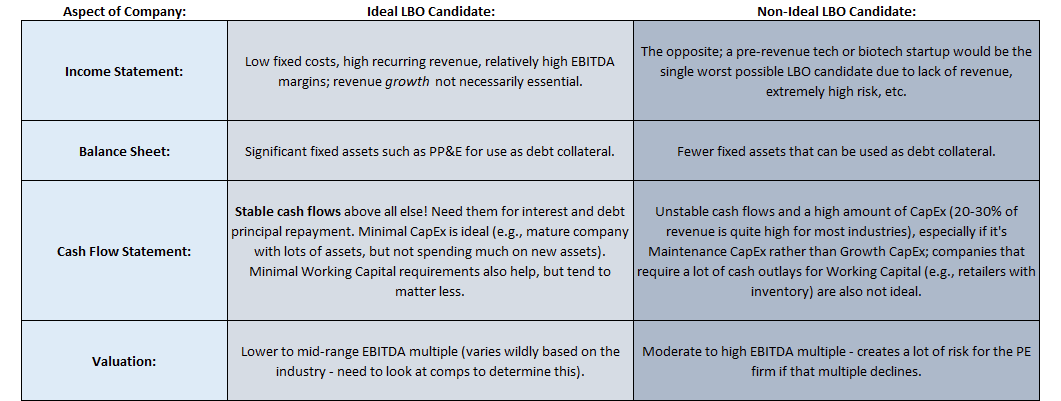 Aspect of Company:
Ideal LBO Candidate:
Non-Ideal LBO Candidate:
Income Statement:
Low fixed costs, high recurring revenue, relatively high EBITDA
margins; revenue growth not necessarily essential.
The opposite; a pre-revenue tech or biotech startup would be the
single worst possible LBO candidate due to lack of revenue,
extremely high risk, etc.
Balance Sheet:
Significant fixed assets such as PP&E for use as debt collateral.
Fewer fixed assets that can be used as debt collateral.
Cash Flow Statement:
Stable cash flows above all else! Need them for interest and debt
principal repayment. Minimal CapEx is ideal (e.g., mature company
with lots of assets, but not spending much on new assets).
Minimal Working Capital requirements also help, but tend to
matter less.
Unstable cash flows and a high amount of CapEx (20-30% of
revenue is quite high for most industries), especially if it's
Maintenance CapEx rather than Growth CapEx; companies that
require a lot of cash outlays for Working Capital (e.g., retailers with
inventory) are also not ideal.
Valuation:
Lower to mid-range EBITDA multiple (varies wildly based on the
industry - need to look at comps to determine this).
Moderate to high EBITDA multiple - creates a lot of risk for the PE
firm if that multiple declines.